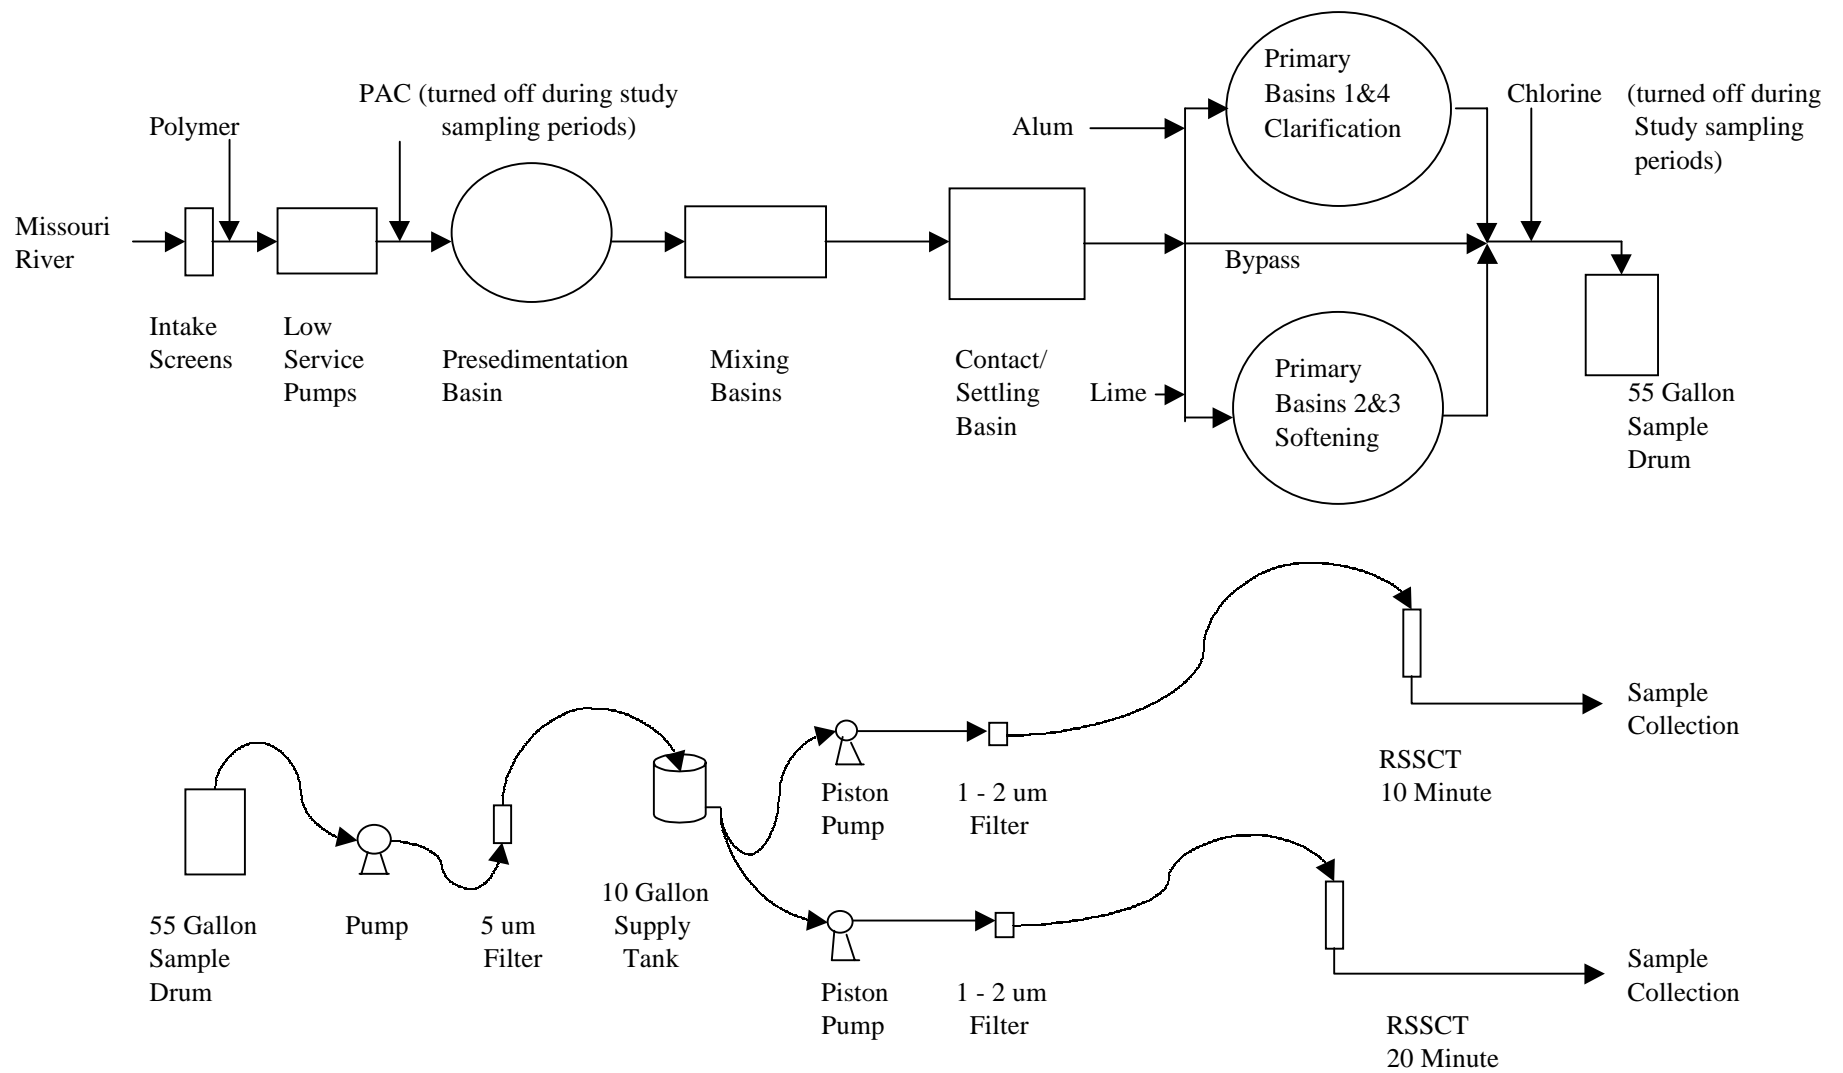 Primary
Basins 1&4
Clarification
PAC (turned off during study
sampling periods)
Chlorine
(turned off during
Study sampling
periods)
Polymer
Alum
Missouri
River
Bypass
Intake
Screens
Low
Service
Pumps
Presedimentation
Basin
Mixing
Basins
Contact/
Settling
Basin
Lime
Primary
Basins 2&3
Softening
55 Gallon
Sample
Drum
Sample
Collection
RSSCT
10 Minute
Piston
Pump
1 - 2 um
Filter
55 Gallon
Sample
Drum
Pump
5 um
Filter
10 Gallon
Supply
Tank
Piston
Pump
1 - 2 um
Filter
Sample
Collection
RSSCT
20 Minute